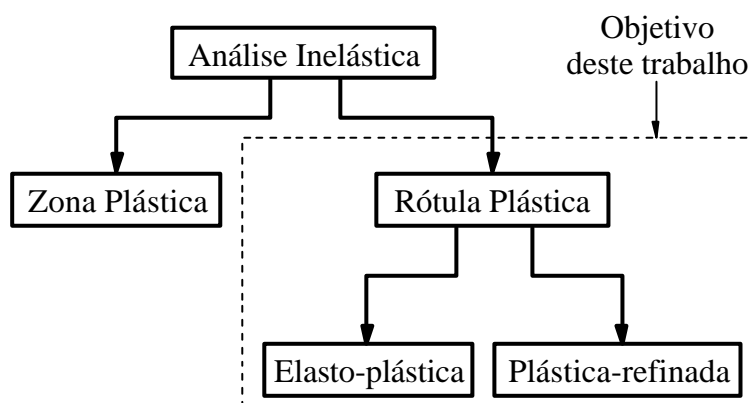 Análise Inelástica
Objetivo
deste trabalho
Zona Plástica
Rótula Plástica
Elasto-plástica
Plástica-refinada